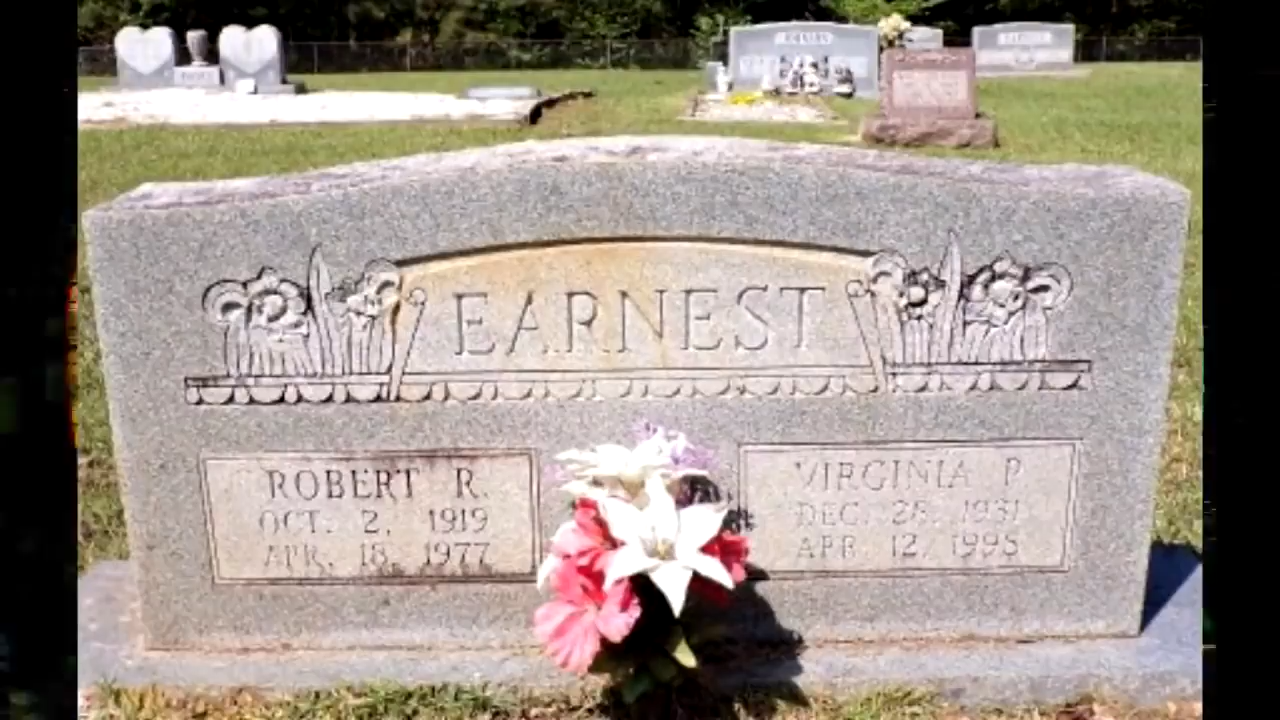 EARNEST
ROBERT R.
OCT. 2, 1919
APR. 18, 1977
VIRGINIA P.
DEC. 28, 1931
APR. 12, 1995